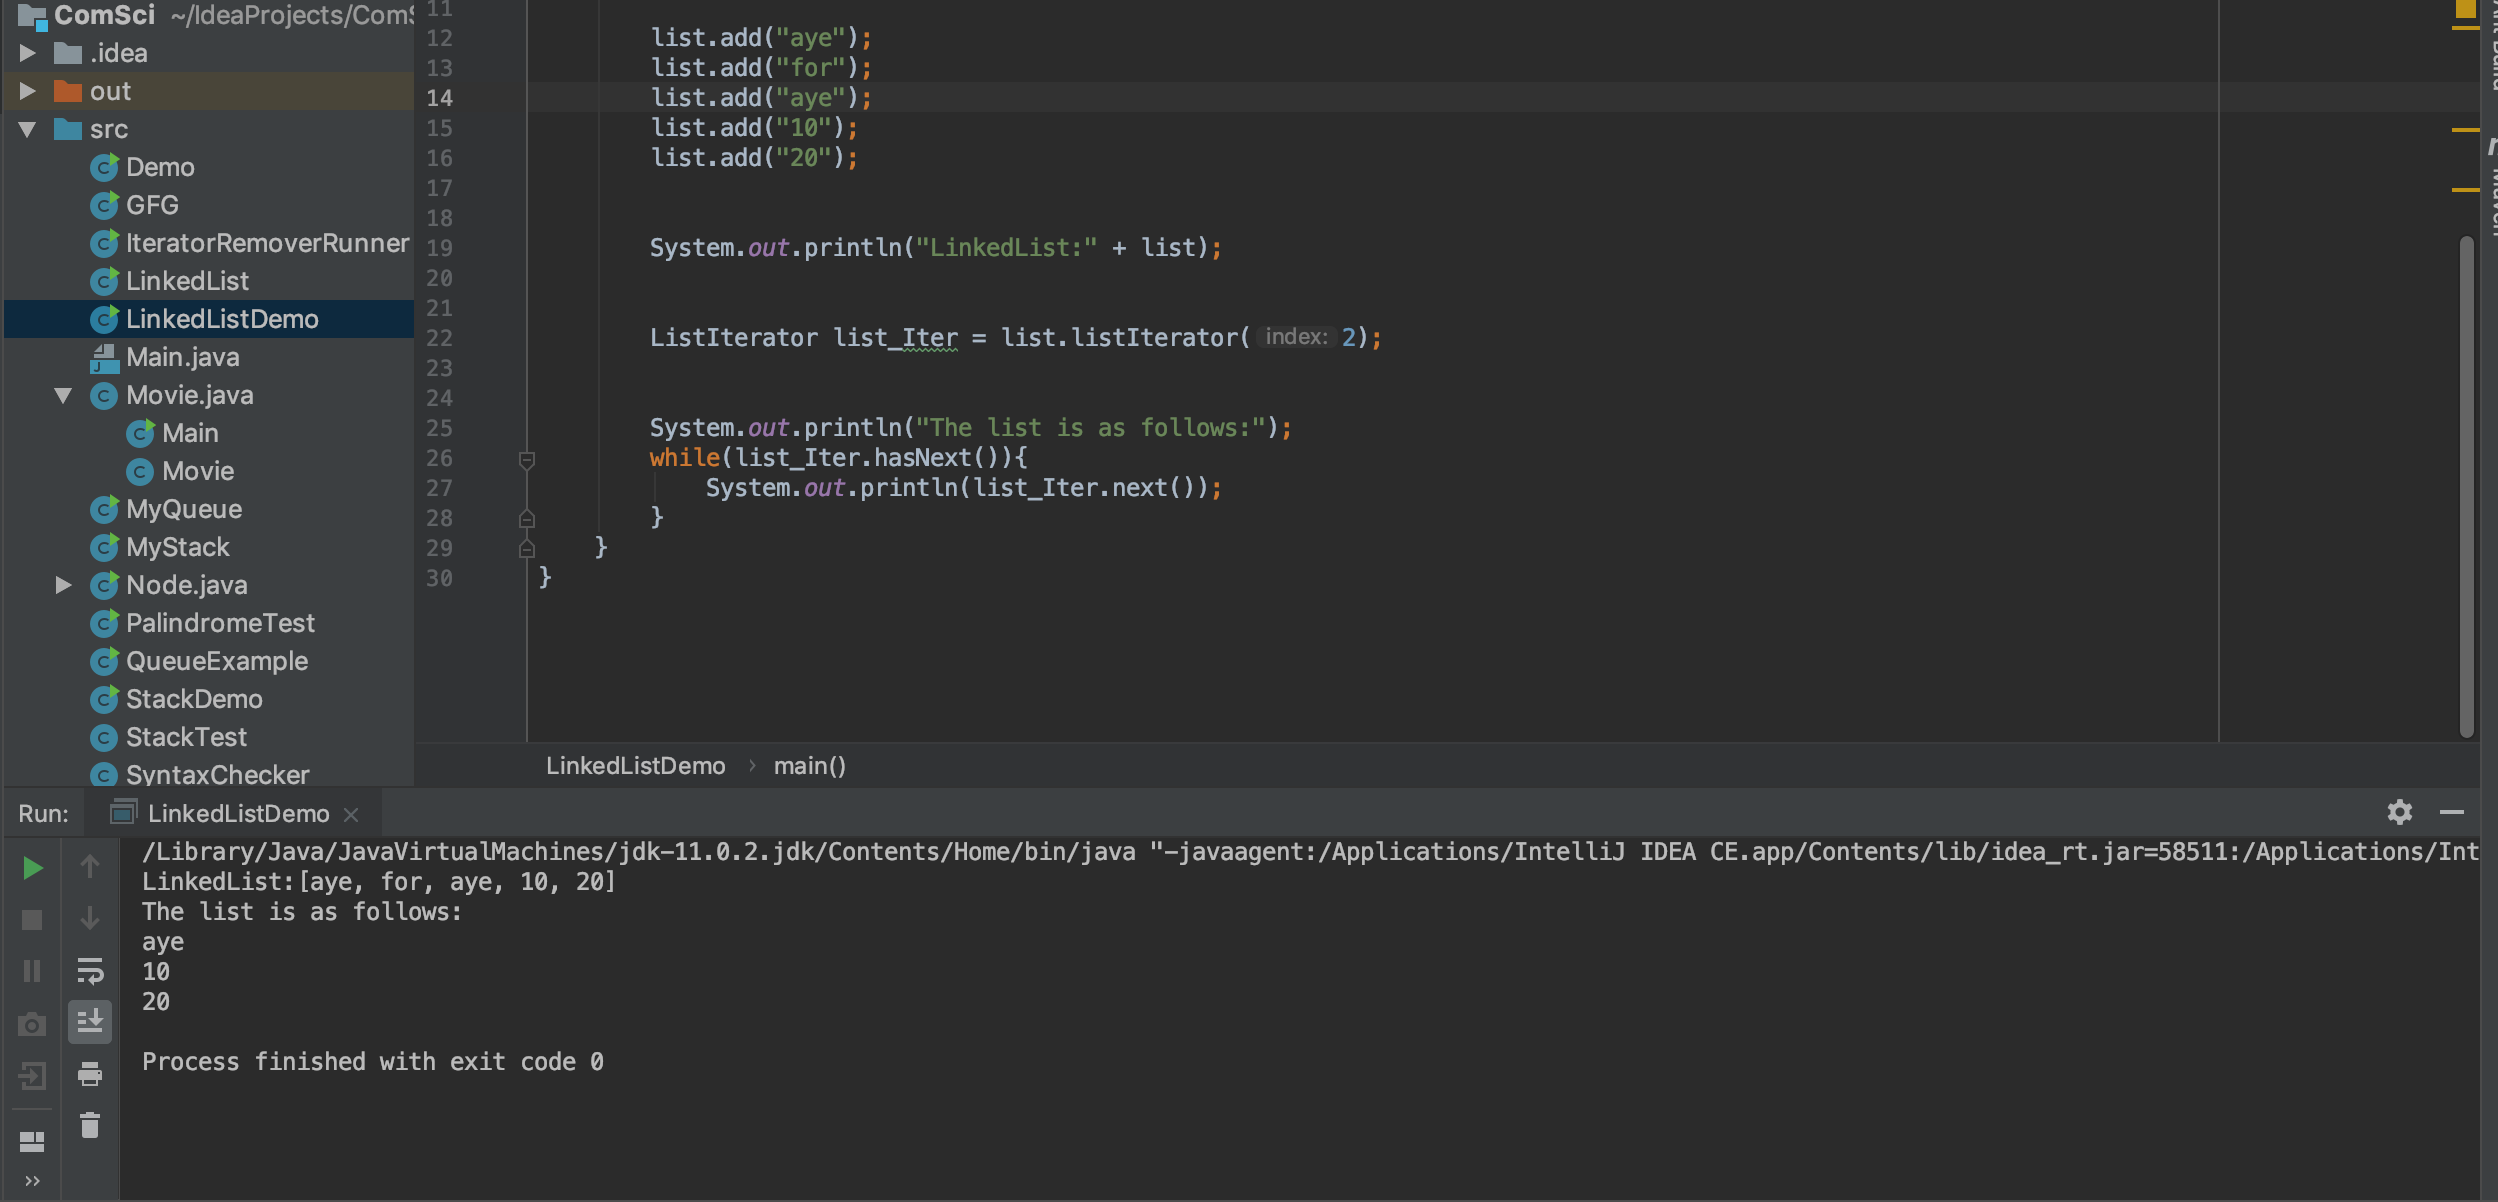 ComSci ~/IdeaProjects/ComS
.idea
out
src
Demo
GFG
IteratorRemoverRunner
LinkedList
LinkedListDemo
Main.java
Movie.java
Main
Movie
MyQueue
MyStack
Node.java
PalindromeTest
QueueExample
StackDemo
StackTest
SyntaxChecker
11
12 list.add("aye");
13 list.add("for");
14 list.add("aye");
15 list.add("10");
16 list.add("20");
17
18
19 System.out.println("LinkedList:" + list);
20
21
22 ListIterator list_Iter = list.listIterator( index: 2);
23
24
25 System.out.println("The list is as follows:");
26 while(list_Iter.hasNext()){
27 System.out.println(list_Iter.next());
28 }
29 }
30 }
LinkedListDemo › main()
Run: LinkedListDemo
/Library/Java/JavaVirtualMachines/jdk-11.0.2.jdk/Contents/Home/bin/java "-javaagent:/Applications/IntelliJ IDEA CE.app/Contents/lib/idea_rt.jar=58511:/Applications/Int
LinkedList:[aye, for, aye, 10, 20]
The list is as follows:
aye
10
20
Process finished with exit code 0